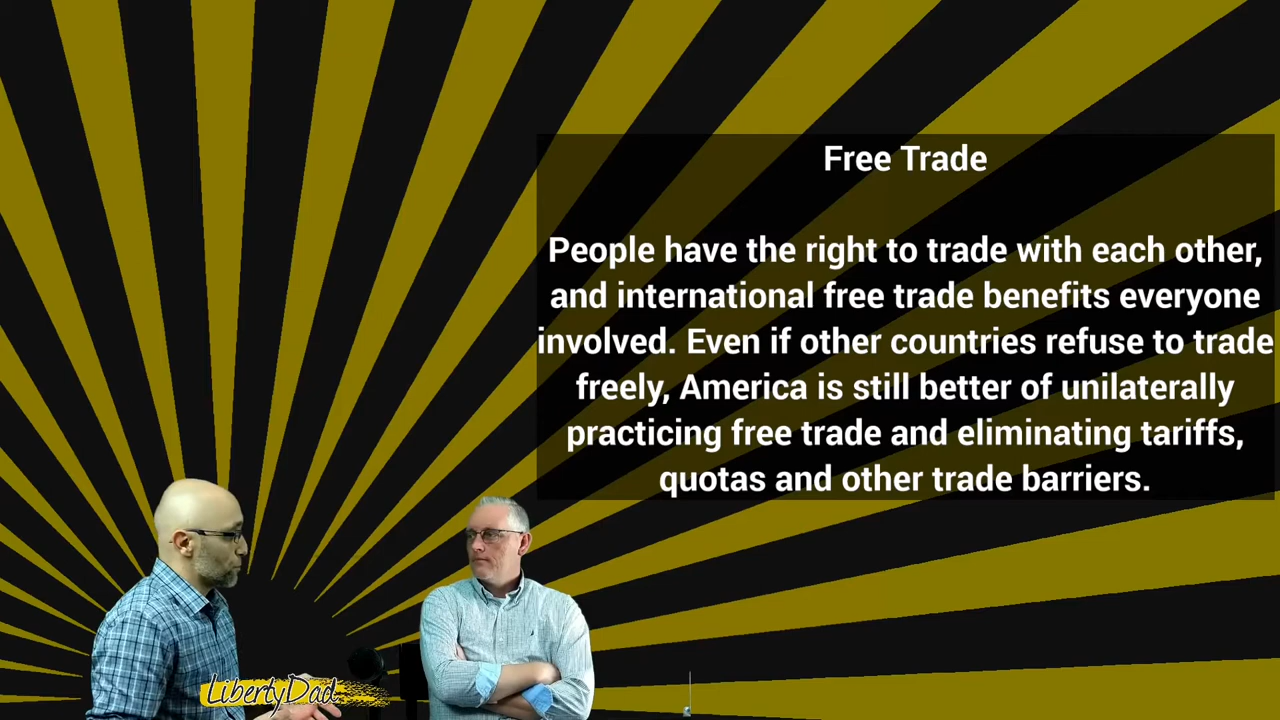 Free Trade
People have the right to trade with each other,
and international free trade benefits everyone
involved. Even if other countries refuse to trade
freely, America is still better of unilaterally
practicing free trade and eliminating tariffs,
quotas and other trade barriers.
LibertyDad